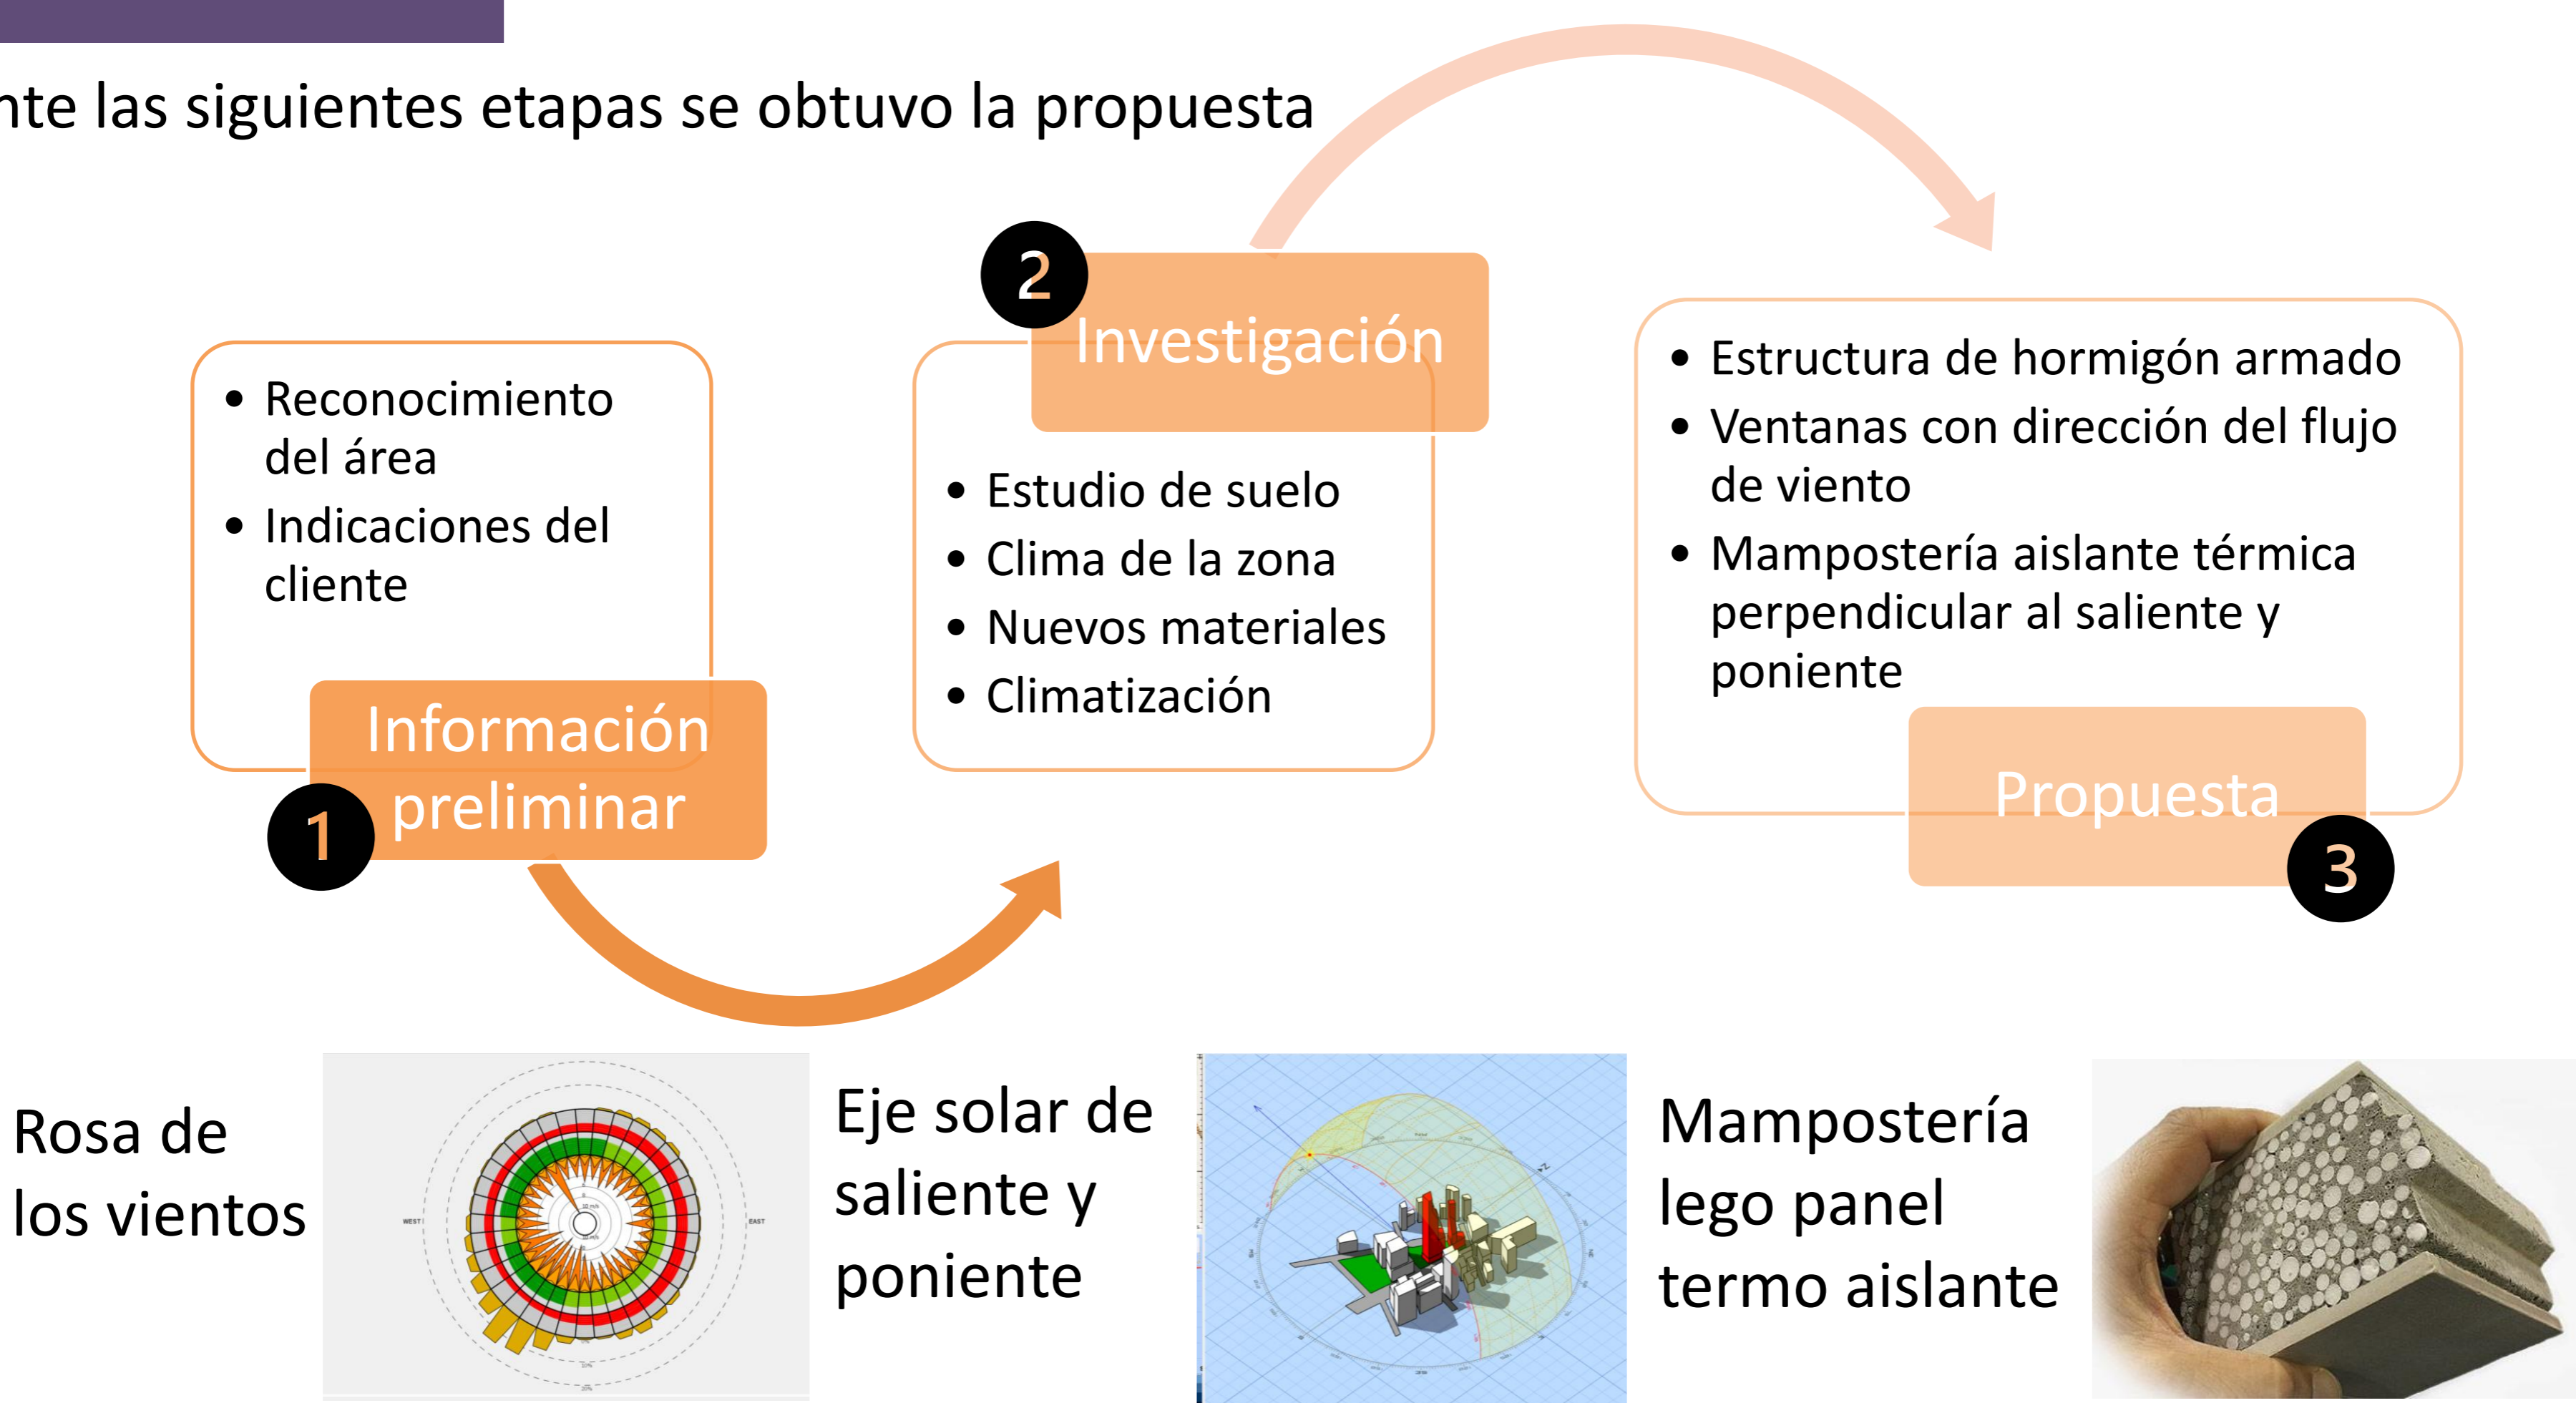 nte las siguientes etapas se obtuvo la propuesta
• Reconocimiento
del área
• Indicaciones del
cliente
Información
preliminar
1
2
Investigación
• Estudio de suelo
• Clima de la zona
• Nuevos materiales
• Climatización
• Estructura de hormigón armado
• Ventanas con dirección del flujo
de viento
• Mampostería aislante térmica
perpendicular al saliente y
poniente
Propuesta
3
Rosa de
los vientos
WEST
EAST
Eje solar de
saliente y
poniente
Mampostería
lego panel
termo aislante